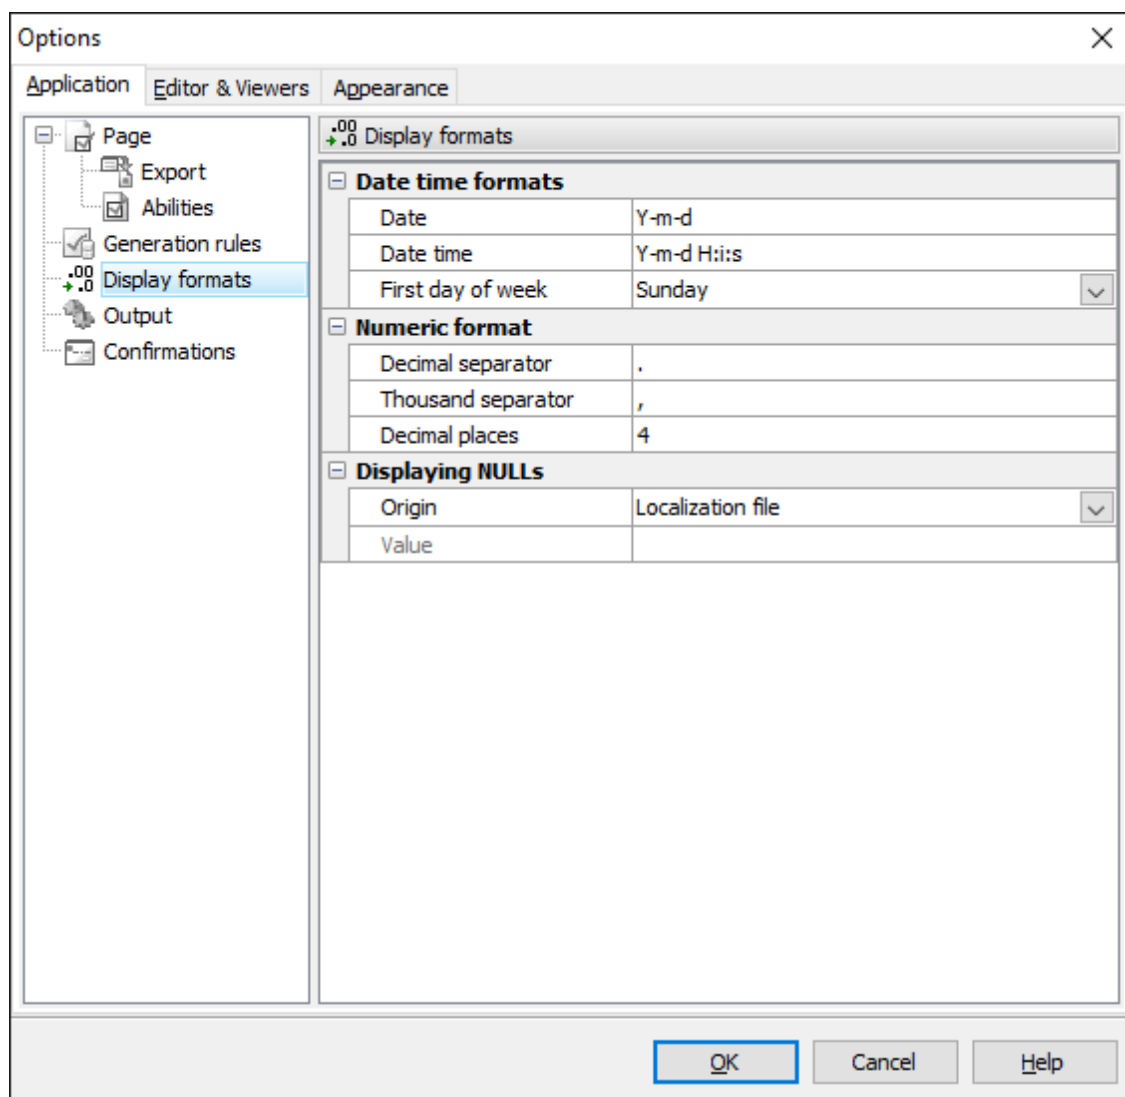 Options
Application Editor & Viewers Appearance
Page
Export
Abilities
Generation rules
Display formats
Output
Confirmations
.00 .0 Display formats
Date time formats
Date Y-m-d
Date time Y-m-d H:i:s
First day of week Sunday
Numeric format
Decimal separator .
Thousand separator ,
Decimal places 4
Displaying NULLs
Origin Localization file
Value
OK Cancel Help